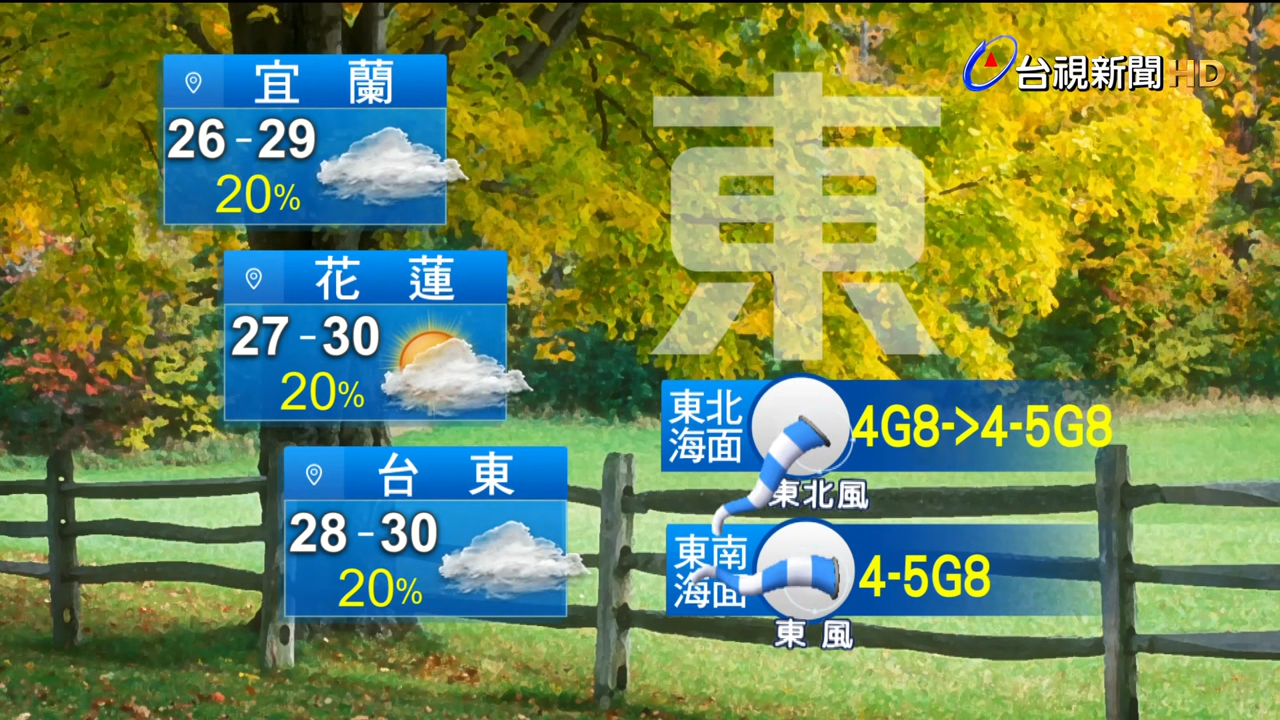 台視新聞HD
東
宜蘭
26-29
20%
花蓮
27-30
20%
台東
28-30
20%
東北海面
4G8->4-5G8
東北風
東南海面
4-5G8
東風